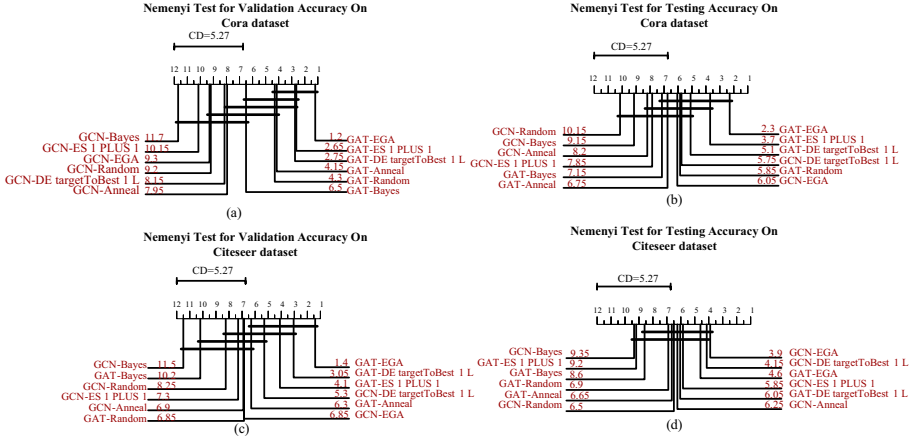 Nemenyi Test for Validation Accuracy On
Cora dataset
CD=5.27
12 11 10 9 8 7 6 5 4 3 2 1
GCN-Bayes 11.7
GCN-ES 1 PLUS 1 10.15
GCN-EGA 9.3
GCN-Random 9.2
GCN-DE targetToBest 1 L 8.15
GCN-Anneal 7.95
1.2 GAT-EGA
2.65 GAT-ES 1 PLUS 1
2.75 GAT-DE targetToBest 1 L
4.15 GAT-Anneal
4.3 GAT-Random
6.5 GAT-Bayes
(a)
Nemenyi Test for Testing Accuracy On
Cora dataset
CD=5.27
12 11 10 9 8 7 6 5 4 3 2 1
GCN-Random 10.15
GCN-Bayes 9.15
GCN-Anneal 8.2
GCN-ES 1 PLUS 1 7.85
GAT-Bayes 7.15
GAT-Anneal 6.75
2.3 GAT-EGA
3.7 GAT-ES 1 PLUS 1
5.1 GAT-DE targetToBest 1 L
5.75 GCN-DE targetToBest 1 L
5.85 GAT-Random
6.05 GCN-EGA
(b)
Nemenyi Test for Validation Accuracy On
Citeseer dataset
CD=5.27
12 11 10 9 8 7 6 5 4 3 2 1
GCN-Bayes 11.5
GAT-Bayes 10.2
GCN-Random 8.25
GCN-ES 1 PLUS 1 7.3
GCN-Anneal 6.9
GAT-Random 6.85
1.4 GAT-EGA
3.05 GAT-DE targetToBest 1 L
4.1 GAT-ES 1 PLUS 1
5.3 GCN-DE targetToBest 1 L
6.3 GAT-Anneal
6.85 GCN-EGA
(c)
Nemenyi Test for Testing Accuracy On
Citeseer dataset
CD=5.27
12 11 10 9 8 7 6 5 4 3 2 1
GCN-Bayes 9.35
GAT-ES 1 PLUS 1 9.2
GAT-Bayes 8.6
GAT-Random 6.9
GAT-Anneal 6.65
GCN-Random 6.5
3.9 GCN-EGA
4.15 GCN-DE targetToBest 1 L
4.6 GAT-EGA
5.85 GCN-ES 1 PLUS 1
6.05 GAT-DE targetToBest 1 L
6.25 GCN-Anneal
(d)